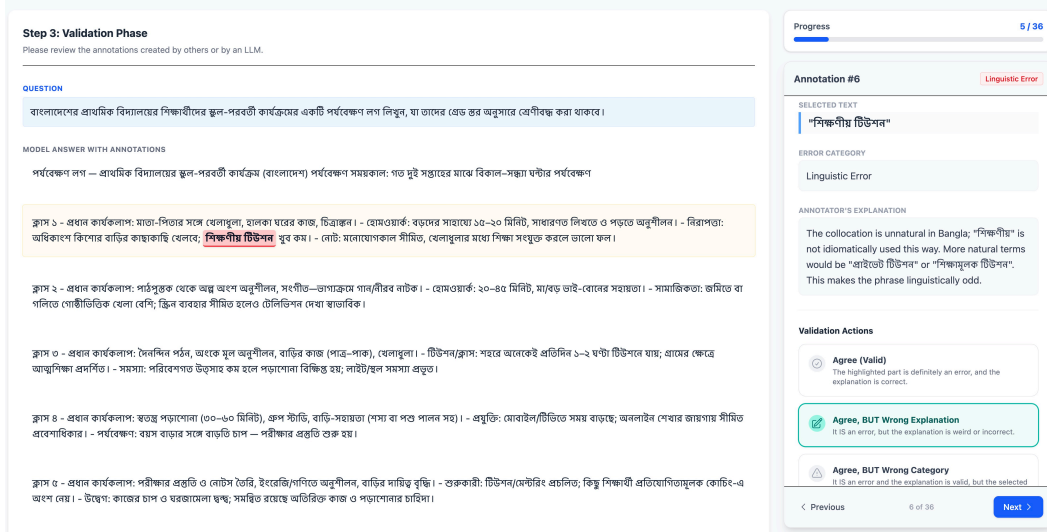 Step 3: Validation Phase
Please review the annotations created by others or by an LLM.
QUESTION
বাংলাদেশের প্রাথমিক বিদ্যালয়ের শিক্ষার্থীদের স্কুল-পরবর্তী কার্যক্রমের একটি পর্যবেক্ষণ লগ লিখুন, যা তাদের গ্রেড স্তর অনুসারে শ্রেণীবদ্ধ করা থাকবে।
MODEL ANSWER WITH ANNOTATIONS
পর্যবেক্ষণ লগ — প্রাথমিক বিদ্যালয়ের স্কুল-পরবর্তী কার্যক্রম (বাংলাদেশ) পর্যবেক্ষণ সময়কাল: গত দুই সপ্তাহের মাঝে বিকাল–সন্ধ্যা ঘন্টার পর্যবেক্ষণ
ক্লাস ১ - প্রধান কার্যকলাপ: মাতা-পিতার সঙ্গে খেলাধুলা, হালকা ঘরের কাজ, চিত্রাঙ্কন। - হোমওয়ার্ক: বড়দের সাহায্যে ১৫–২০ মিনিট, সাধারণত লিখতে ও পড়তে অনুশীলন। - নিরাপত্তা:
অধিকাংশ কিশোর বাড়ির কাছাকাছি খেলবে; শিক্ষণীয় টিউশন খুব কম। - নোট: মনোযোগকাল সীমিত, খেলাধুলার মধ্যে শিক্ষা সংযুক্ত করলে ভালো ফল।
ক্লাস ২ - প্রধান কার্যকলাপ: পাঠপুস্তক থেকে অল্প অংশ অনুশীলন, সংগীত—ভাগ্যক্রমে গান/নীরব নাটক। - হোমওয়ার্ক: ২০–৪৫ মিনিট, মা/বড় ভাই-বোনের সহায়তা। - সামাজিকতা: জমিতে বা
গলিতে গোষ্ঠীভিত্তিক খেলা বেশি; স্ক্রিন ব্যবহার সীমিত হলেও টেলিভিশন দেখা স্বাভাবিক।
ক্লাস ৩ - প্রধান কার্যকলাপ: দৈনন্দিন পঠন, অংকে মূল অনুশীলন, বাড়ির কাজ (পাত্র–পাক), খেলাধুলা। - টিউশন/ক্লাস: শহরে অনেকেই প্রতিদিন ১–২ ঘণ্টা টিউশনে যায়; গ্রামের ক্ষেত্রে
আত্মশিক্ষা প্রদর্শিত। - সমস্যা: পরিবেশগত উত্সাহ কম হলে পড়াশোনা বিক্ষিপ্ত হয়; লাইট/স্থল সমস্যা প্রভূত।
ক্লাস ৪ - প্রধান কার্যকলাপ: স্বতন্ত্র পড়াশোনা (৩০–৬০ মিনিট), গ্রুপ স্টাডি, বাড়ি-সহায়তা (শস্য বা পশু পালন সহ)। - প্রযুক্তি: মোবাইল/টিভিতে সময় বাড়ছে; অনলাইন শেখার জায়গায় সীমিত
প্রবেশাধিকার। - পর্যবেক্ষণ: বয়স বাড়ার সঙ্গে বাড়তি চাপ — পরীক্ষার প্রস্তুতি শুরু হয়।
ক্লাস ৫ - প্রধান কার্যকলাপ: পরীক্ষার প্রস্তুতি ও নোটস তৈরি, ইংরেজি/গণিতে অনুশীলন, বাড়ির দায়িত্ব বৃদ্ধি। - শুরুকারী: টিউশন/মেন্টরিং প্রচলিত; কিছু শিক্ষার্থী প্রতিযোগিতামূলক কোচিং-এ
অংশ নেয়। - উদ্বেগ: কাজের চাপ ও ঘরজামেলা দ্বন্দ্ব; সমন্বিত রয়েছে অতিরিক্ত কাজ ও পড়াশোনার চাহিদা।
Progress
5 / 36
Annotation #6
Linguistic Error
SELECTED TEXT
"শিক্ষণীয় টিউশন"
ERROR CATEGORY
Linguistic Error
ANNOTATOR'S EXPLANATION
The collocation is unnatural in Bangla; "শিক্ষণীয়" is
not idiomatically used this way. More natural terms
would be "প্রাইভেট টিউশন" or "শিক্ষামূলক টিউশন".
This makes the phrase linguistically odd.
Validation Actions
Agree (Valid)
The highlighted part is definitely an error, and the
explanation is correct.
Agree, BUT Wrong Explanation
It IS an error, but the explanation is weird or incorrect.
Agree, BUT Wrong Category
It IS an error and the explanation is valid, but the selected
Previous
6 of 36
Next